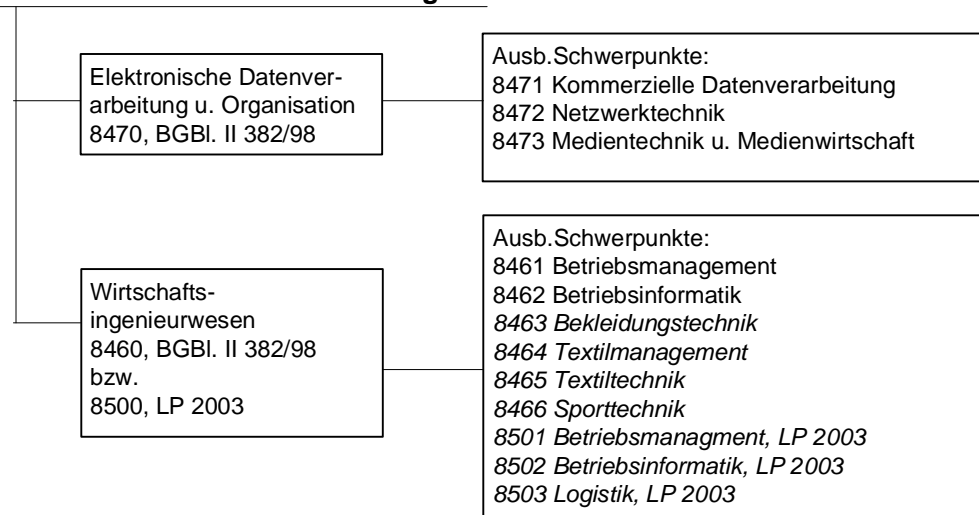 Elektronische Datenver-
arbeitung u. Organisation
8470, BGBl. II 382/98
Ausb.Schwerpunkte:
8471 Kommerzielle Datenverarbeitung
8472 Netzwerktechnik
8473 Medientechnik u. Medienwirtschaft
Wirtschafts-
ingenieurwesen
8460, BGBl. II 382/98
bzw.
8500, LP 2003
Ausb.Schwerpunkte:
8461 Betriebsmanagement
8462 Betriebsinformatik
8463 Bekleidungstechnik
8464 Textilmanagement
8465 Textiltechnik
8466 Sporttechnik
8501 Betriebsmanagment, LP 2003
8502 Betriebsinformatik, LP 2003
8503 Logistik, LP 2003